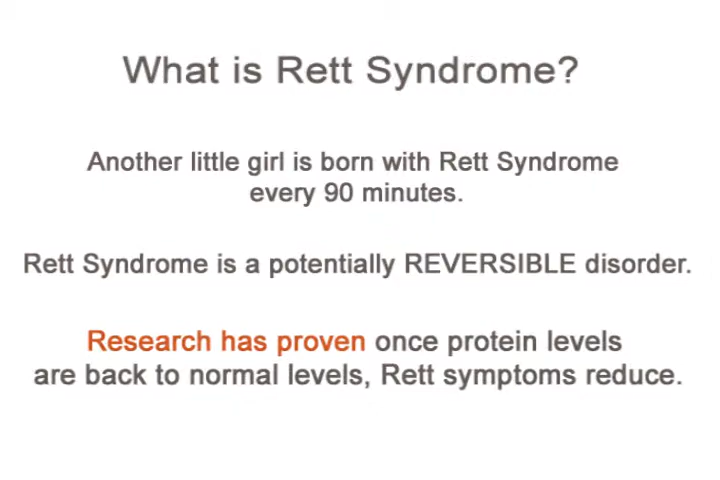 What is Rett Syndrome?
Another little girl is born with Rett Syndrome
every 90 minutes.
Rett Syndrome is a potentially REVERSIBLE disorder.
Research has proven once protein levels
are back to normal levels, Rett symptoms reduce.